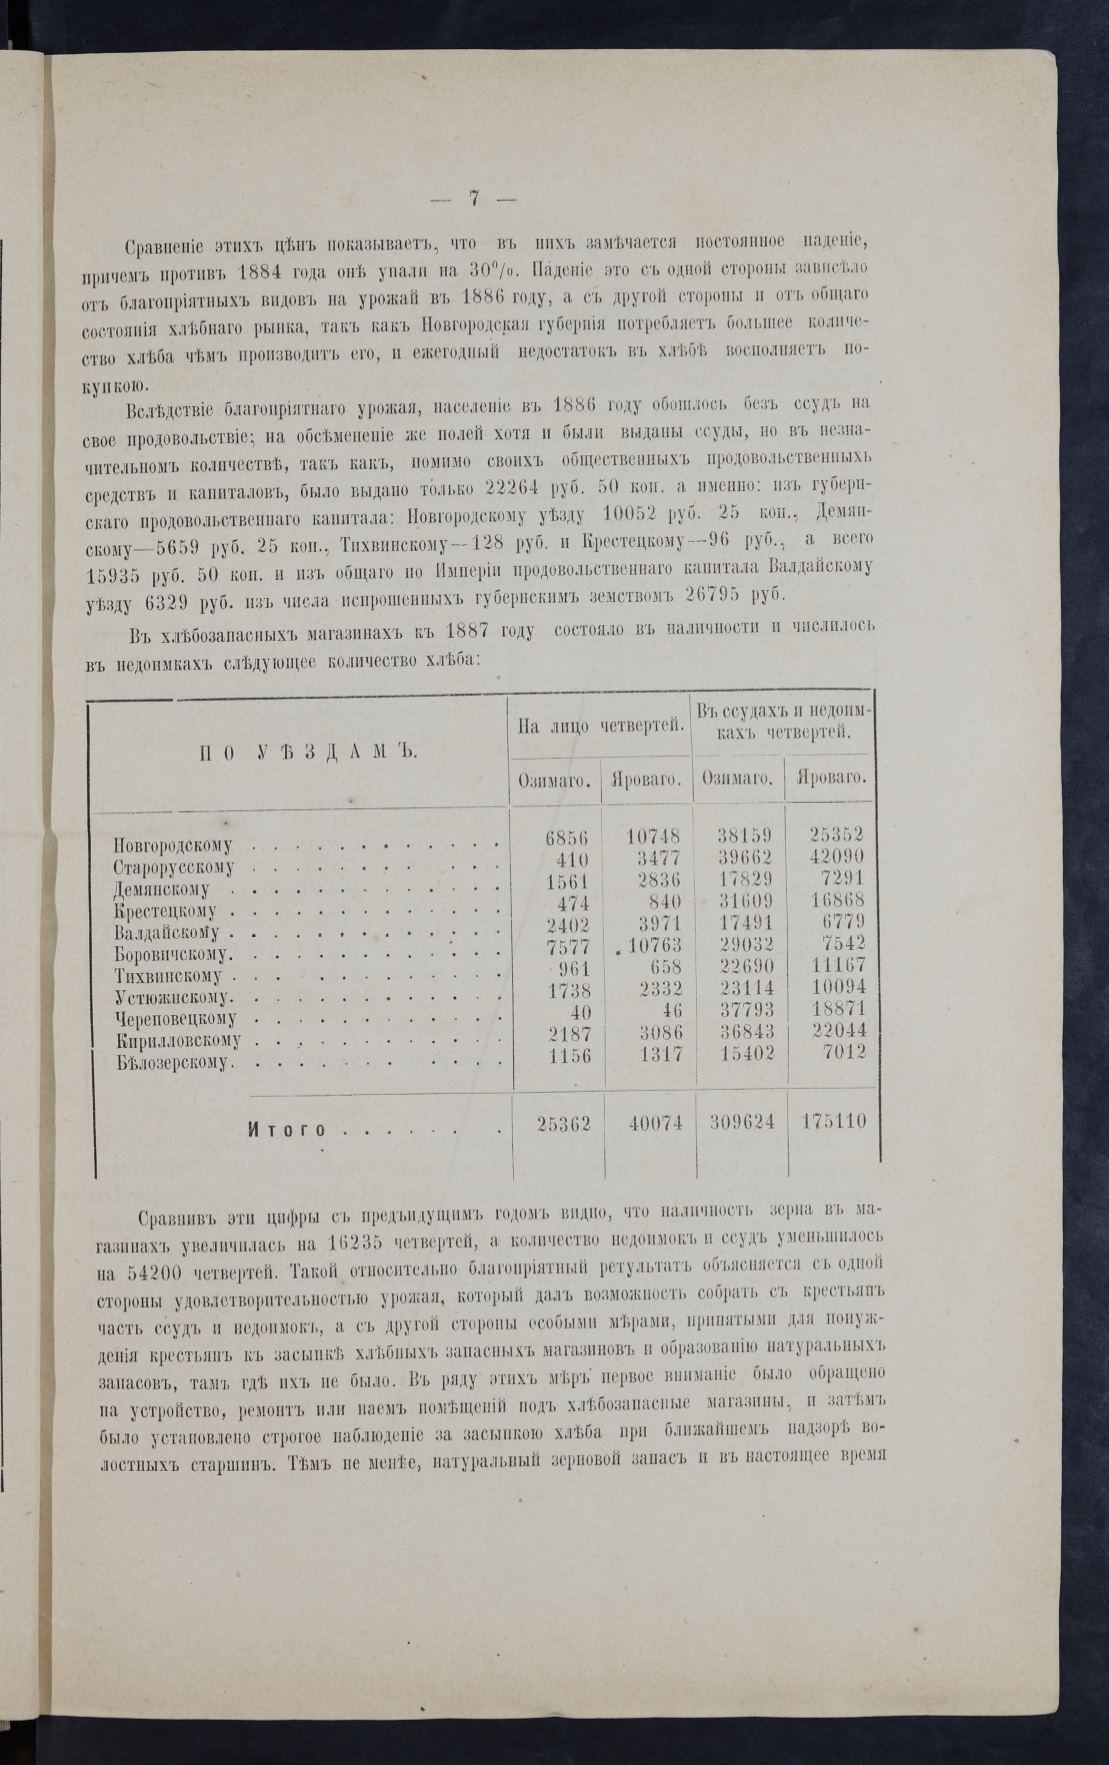 — 7 —
Сравненіе этихъ цѣнъ показываетъ, что въ нихъ замѣчается постоянное паденіе,
причемъ противъ 1884 года онѣ упали на 30%. Паденіе это съ одной стороны зависѣло
отъ благопріятныхъ видовъ на урожай въ 1886 году, а съ другой стороны и отъ общаго
состоянія хлѣбнаго рынка, такъ какъ Новгородская губернія потребляетъ большее количе-
ство хлѣба чѣмъ производитъ его, и ежегодный недостатокъ въ хлѣбѣ восполняетъ по-
купкою.
Вслѣдствіе благопріятнаго урожая, населеніе въ 1886 году обошлось безъ ссудъ на
свое продовольствіе; на обсѣмененіе же полей хотя и были выданы ссуды, но въ незна-
чительномъ количествѣ, такъ какъ, помимо своихъ общественныхъ продовольственныхъ
средствъ и капиталовъ, было выдано только 22264 руб. 50 коп. а именно: изъ губерн-
скаго продовольственнаго капитала: Новгородскому уѣзду 10052 руб. 25 коп., Демян-
скому—5659 руб. 25 коп., Тихвинскому—128 руб. и Крестецкому—96 руб., а всего
15935 руб. 50 коп. и изъ общаго по Имперіи продовольственнаго капитала Валдайскому
уѣзду 6329 руб. изъ числа испрошенныхъ губернскимъ земствомъ 26795 руб.
Въ хлѣбозапасныхъ магазинахъ къ 1887 году состояло въ наличности и числилось
въ недоимкахъ слѣдующее количество хлѣба:
ПО УѢЗДАМЪ. На лицо четвертей. Въ ссудахъ и недоим-
кахъ четвертей.
Озимаго. Яроваго. Озимаго. Яроваго.
Новгородскому . . . . . . . . . . . . 6856 10748 38159 25352
Старорусскому . . . . . . . . . . . 410 3477 39662 42090
Демянскому . . . . . . . . . . . . . 1561 2836 17829 7291
Крестецкому . . . . . . . . . . . . . 474 840 31609 16868
Валдайскому . . . . . . . . . . . . . 2402 3971 17491 6779
Боровичскому. . . . . . . . . . . . . 7577 10763 29032 7542
Тихвинскому . . . . . . . . . . . . 961 658 22690 11167
Устюжнскому. . . . . . . . . . . . . 1738 2332 23114 10094
Череповецкому . . . . . . . . . . . . 40 46 37793 18871
Кирилловскому . . . . . . . . . . . . 2187 3086 36843 22044
Бѣлозерскому. . . . . . . . . . . . 1156 1317 15402 7012
Итого . . . . . . . . 25362 40074 309624 175110
Сравнивъ эти цифры съ предъидущимъ годомъ видно, что наличность зерна въ ма-
газинахъ увеличилась на 16235 четвертей, а количество недоимокъ и ссудъ уменьшилось
на 54200 четвертей. Такой относительно благопріятный ретультатъ объясняется съ одной
стороны удовлетворительностью урожая, который далъ возможность собрать съ крестьянъ
часть ссудъ и недоимокъ, а съ другой стороны особыми мѣрами, принятыми для понуж-
денія крестьянъ къ засыпкѣ хлѣбныхъ запасныхъ магазиновъ и образованію натуральныхъ
запасовъ, тамъ гдѣ ихъ не было. Въ ряду этихъ мѣръ первое вниманіе было обращено
на устройство, ремонтъ или наемъ помѣщеній подъ хлѣбозапасные магазины, и затѣмъ
было установлено строгое наблюденіе за засыпкою хлѣба при ближайшемъ надзорѣ во-
лостныхъ старшинъ. Тѣмъ не менѣе, натуральный зерновой запасъ и въ настоящее время